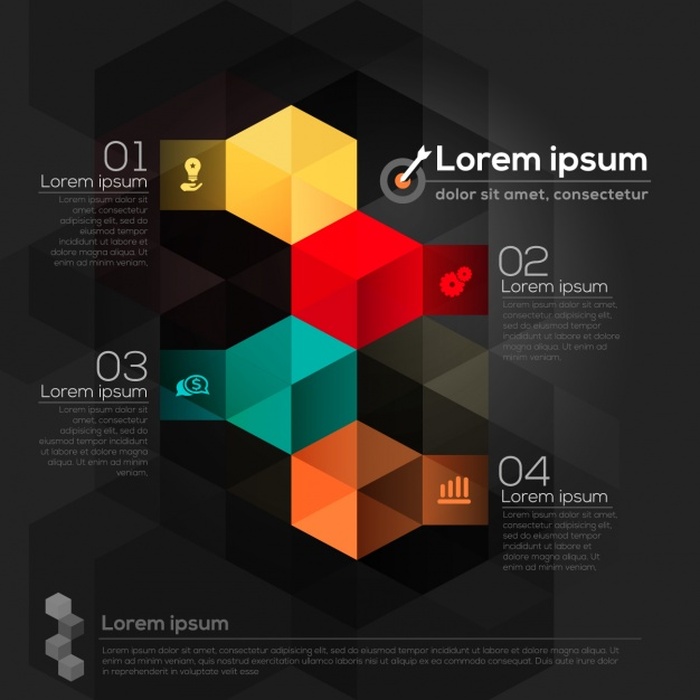 Lorem ipsum
dolor sit amet, consectetur
01
Lorem ipsum
Lorem ipsum dolor sit
amet, consectetur
adipisicing elit, sed do
eiusmod tempor
incididunt ut labore et
dolore magna aliqua. Ut
enim ad minim veniam.
02
Lorem ipsum
Lorem ipsum dolor sit amet,
consectetur adipisicing elit,
sed do eiusmod tempor
incididunt ut labore et dolore
magna aliqua. Ut enim ad
minim veniam.
03
Lorem ipsum
Lorem ipsum dolor sit
amet, consectetur
adipisicing elit, sed do
eiusmod tempor incididunt
ut labore et dolore magna
aliqua. Ut enim ad minim
veniam.
$
04
Lorem ipsum
Lorem ipsum dolor sit amet,
consectetur adipisicing elit,
sed do eiusmod tempor
incididunt ut labore et
dolore magna aliqua. Ut
enim ad minim veniam.
Lorem ipsum
Lorem ipsum dolor sit amet, consectetur adipisicing elit, sed do eiusmod tempor incididunt ut labore et dolore magna aliqua. Ut
enim ad minim veniam, quis nostrud exercitation ullamco laboris nisi ut aliquip ex ea commodo consequat. Duis aute irure dolor
in reprehenderit in voluptate velit esse